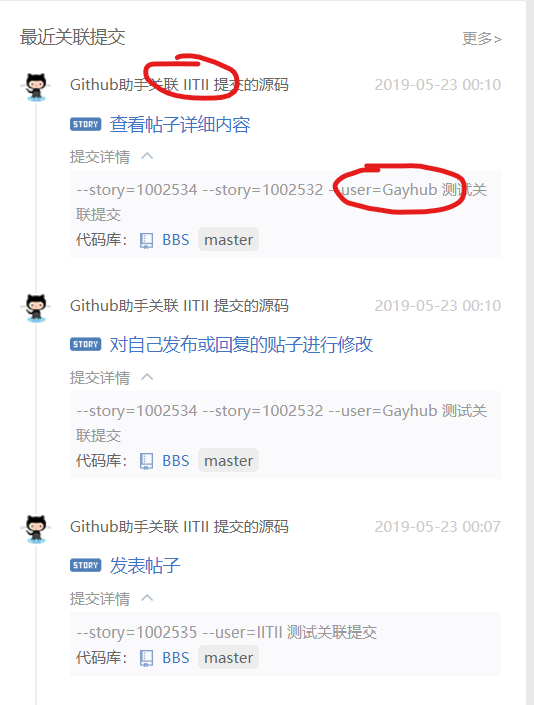 最近关联提交 更多>
Github助手关联 IITII 提交的源码 2019-05-23 00:10
STORY 查看帖子详细内容
提交详情
--story=1002534 --story=1002532 --user=Gayhub 测试关
联提交
代码库: BBS master
Github助手关联 IITII 提交的源码 2019-05-23 00:10
STORY 对自己发布或回复的贴子进行修改
提交详情
--story=1002534 --story=1002532 --user=Gayhub 测试关
联提交
代码库: BBS master
Github助手关联 IITII 提交的源码 2019-05-23 00:07
STORY 发表帖子
提交详情
--story=1002535 --user=IITII 测试关联提交
代码库: BBS master